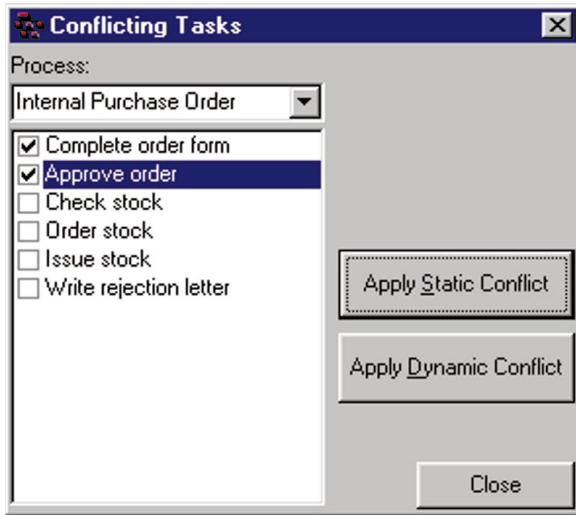 Conflicting Tasks
Process:
Internal Purchase Order
Complete order form
Approve order
Check stock
Order stock
Issue stock
Write rejection letter
Apply Static Conflict
Apply Dynamic Conflict
Close